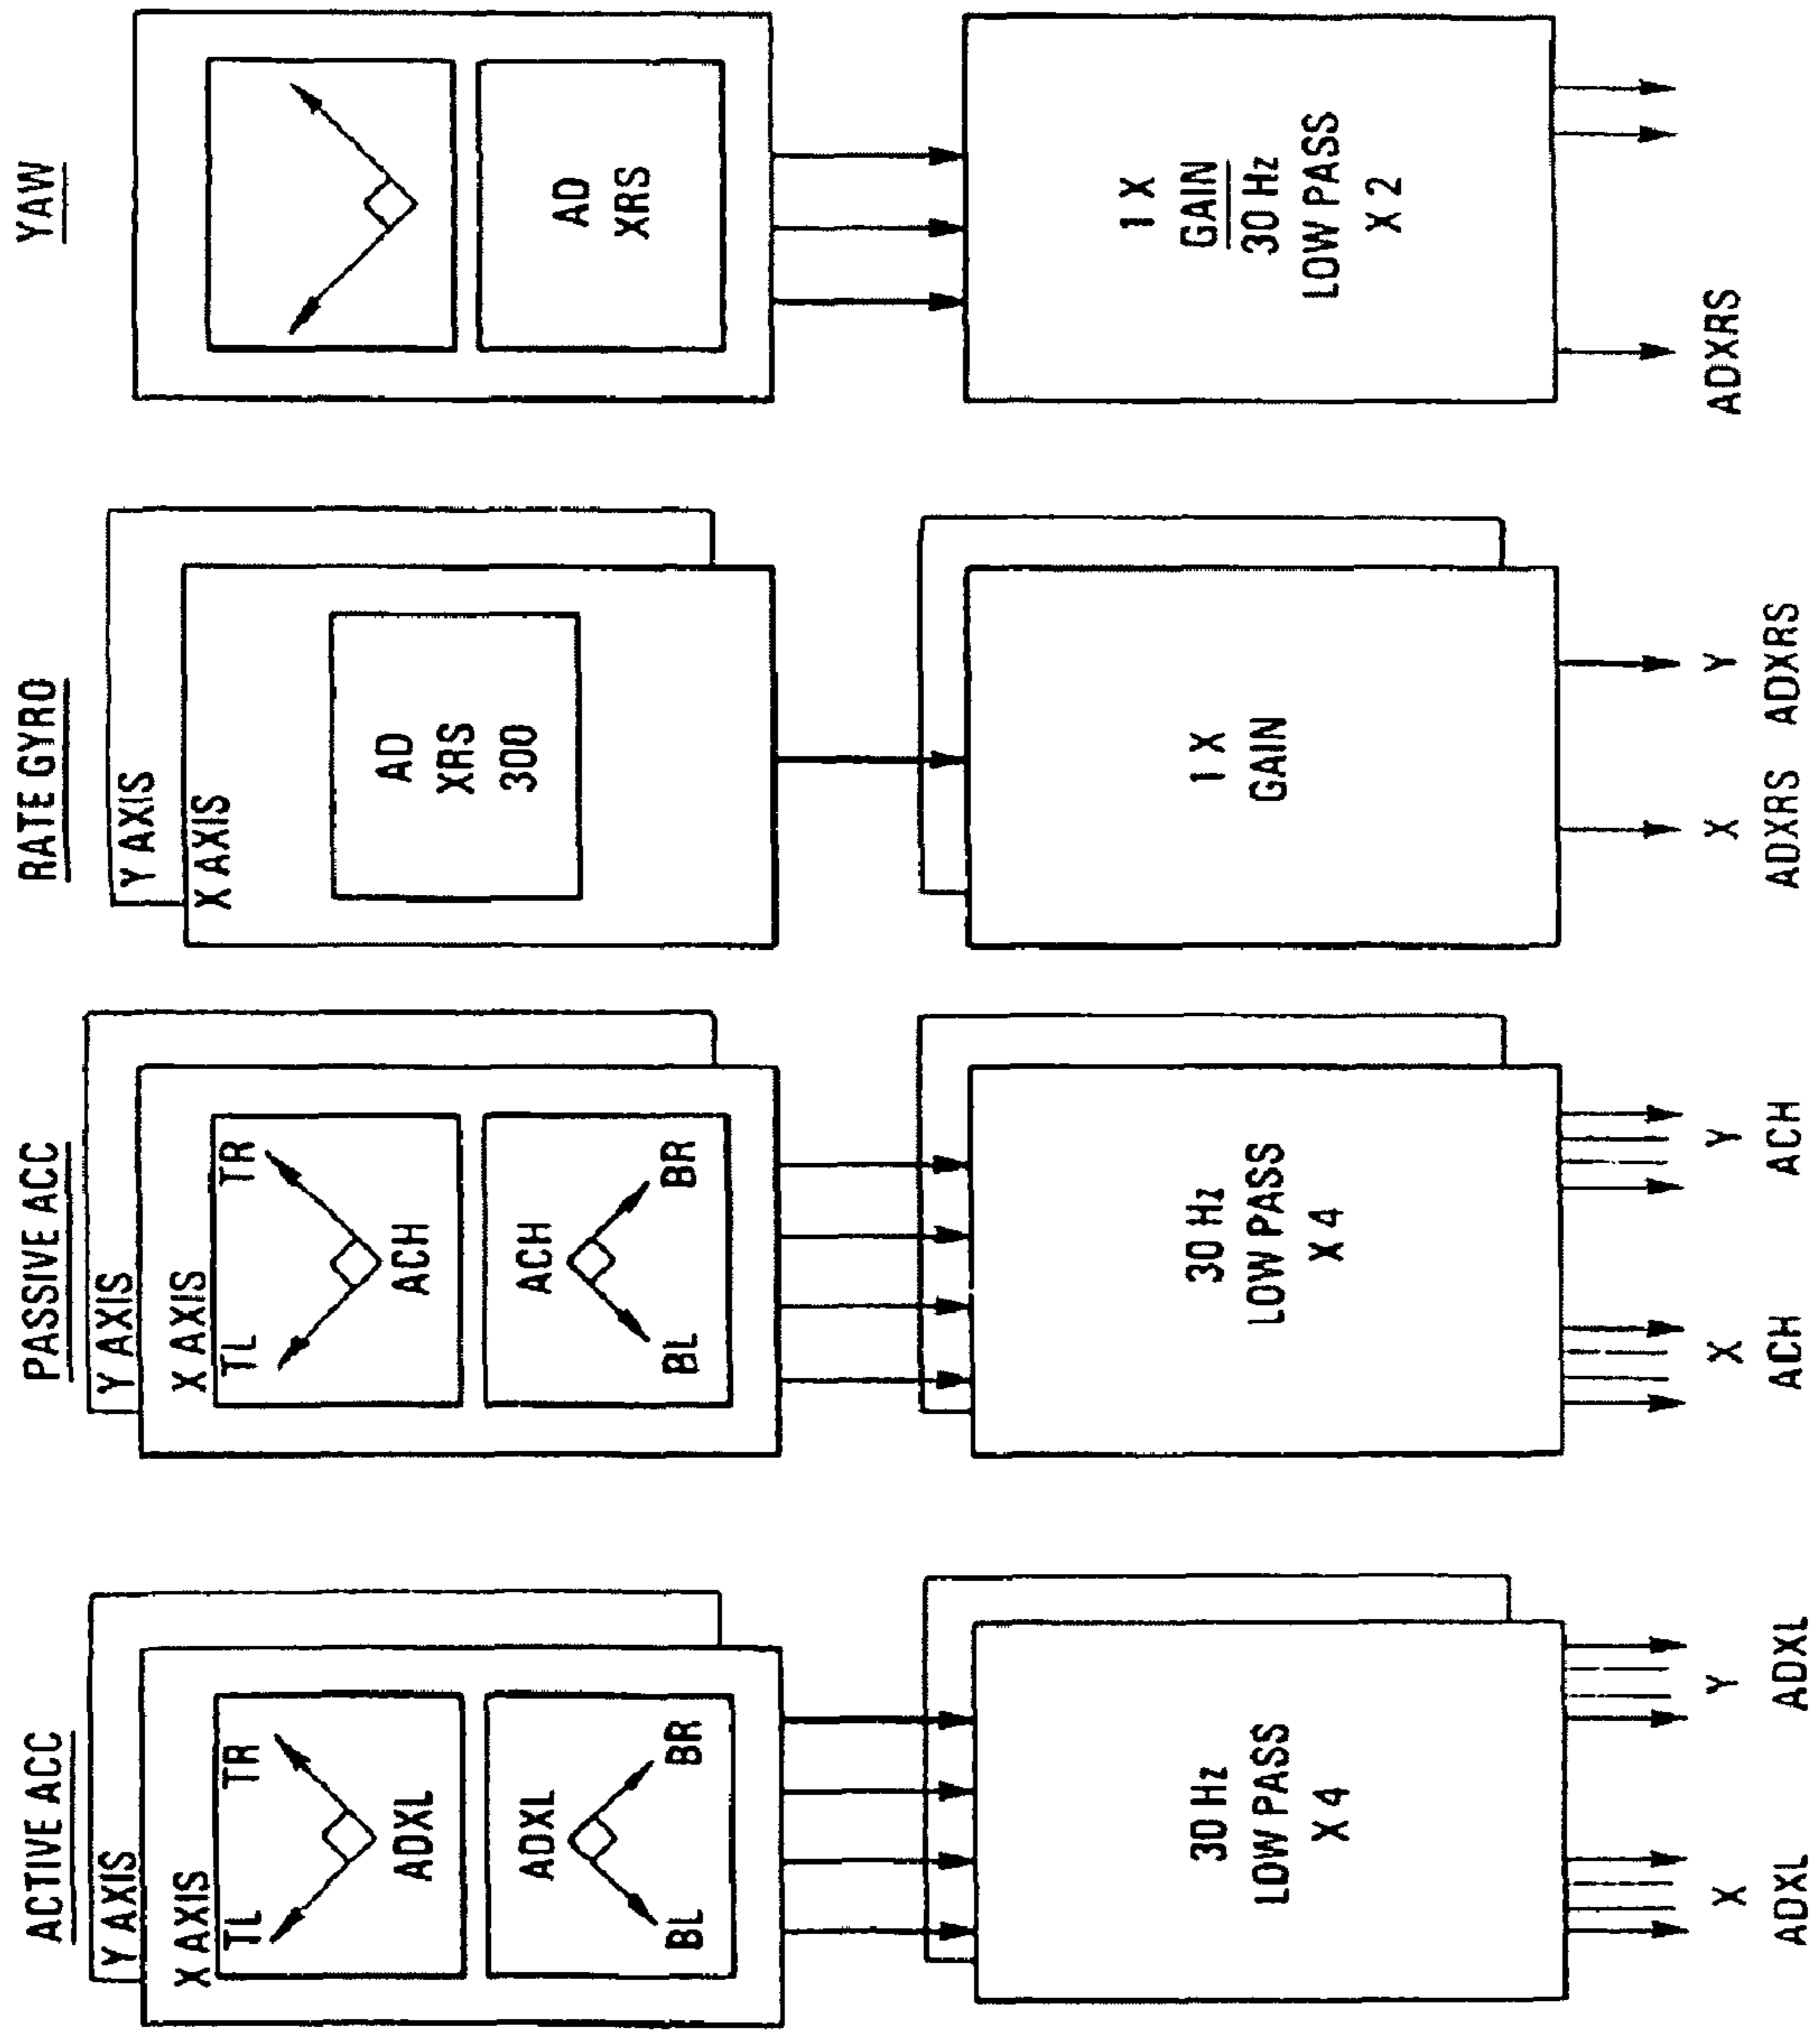 ACTIVE ACC
Y AXIS
X AXIS
TL
TR
ADXL
ADXL
BL
BR
30 Hz
LOW PASS
X 4
X
Y
ADXL
ADXL
PASSIVE ACC
Y AXIS
X AXIS
TL
TR
ACH
ACH
BL
BR
30 Hz
LOW PASS
X 4
X
Y
ACH
ACH
RATE GYRO
Y AXIS
X AXIS
AD
XRS
300
1 X
GAIN
X
Y
ADXRS
ADXRS
YAW
AD
XRS
1 X
GAIN
30 Hz
LOW PASS
X 2
ADXRS